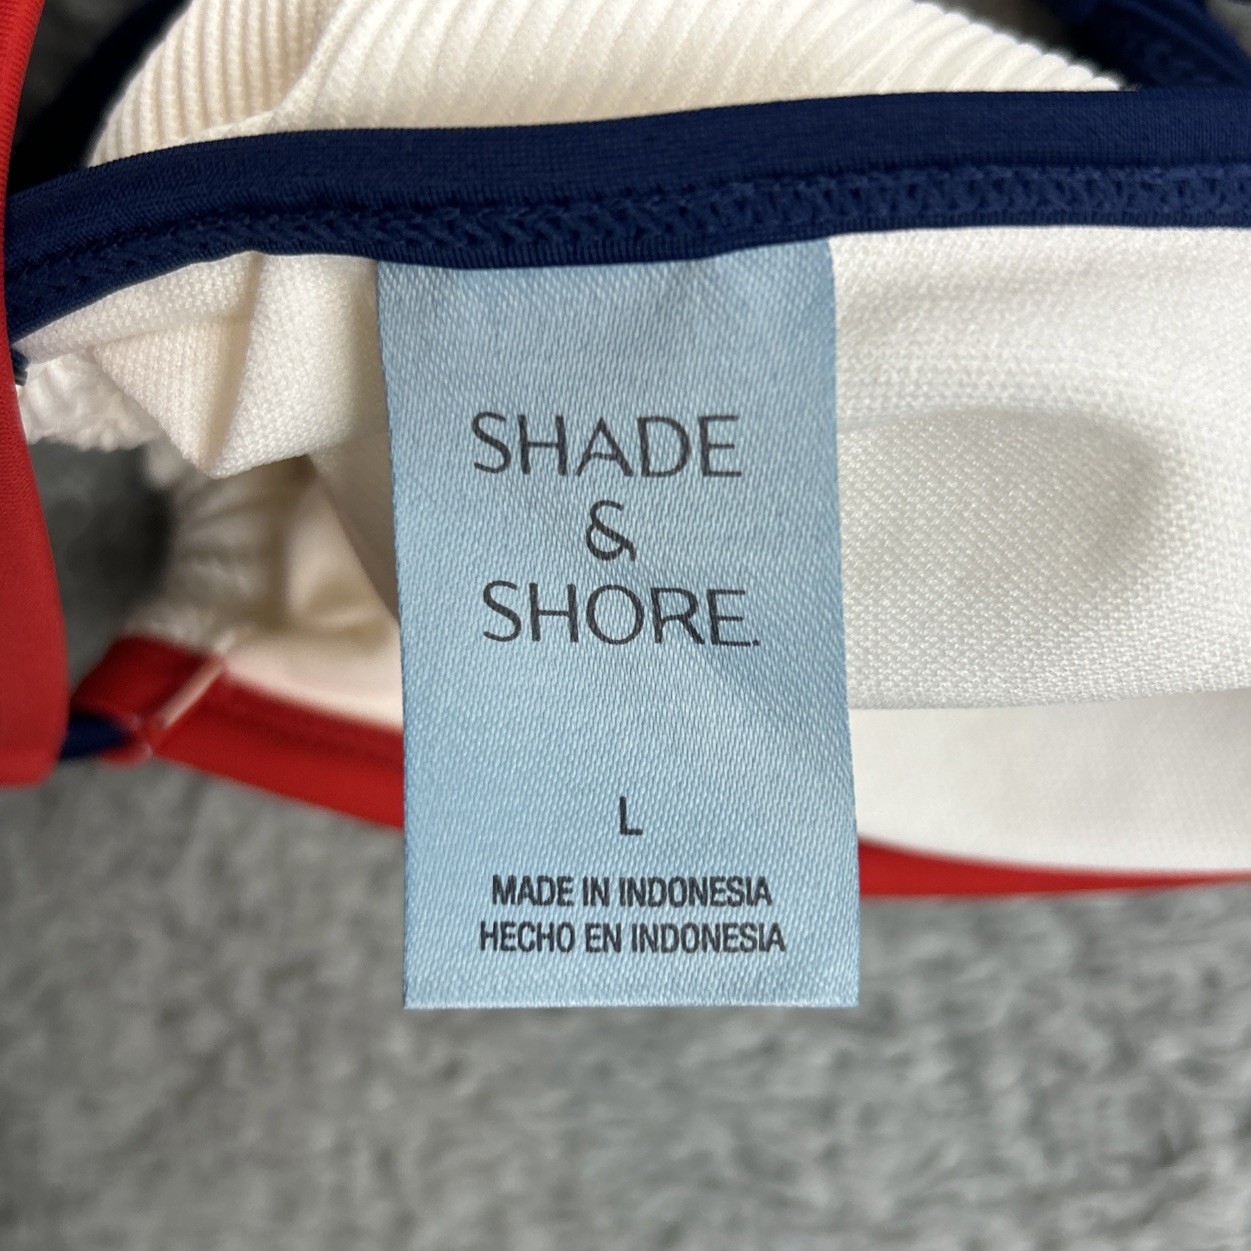 SHADE
&
SHORE.
L
MADE IN INDONESIA
HECHO EN INDONESIA